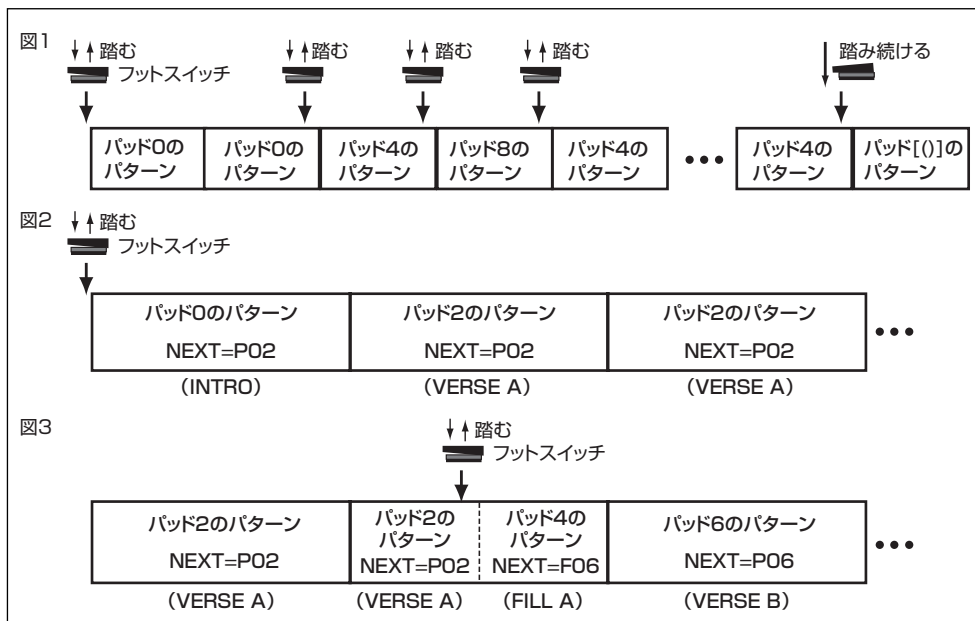 図1
踏む
フットスイッチ
踏む
踏む
踏む
踏み続ける
パッド0の
パターン
パッド0の
パターン
パッド4の
パターン
パッド8の
パターン
パッド4の
パターン
•••
パッド4の
パターン
パッド[()]の
パターン
図2
踏む
フットスイッチ
パッド0のパターン
NEXT=P02
(INTRO)
パッド2のパターン
NEXT=P02
(VERSE A)
パッド2のパターン
NEXT=P02
(VERSE A)
•••
図3
踏む
フットスイッチ
パッド2のパターン
NEXT=P02
(VERSE A)
パッド2の
パターン
NEXT=P02
(VERSE A)
パッド4の
パターン
NEXT=F06
(FILL A)
パッド6のパターン
NEXT=P06
(VERSE B)
•••